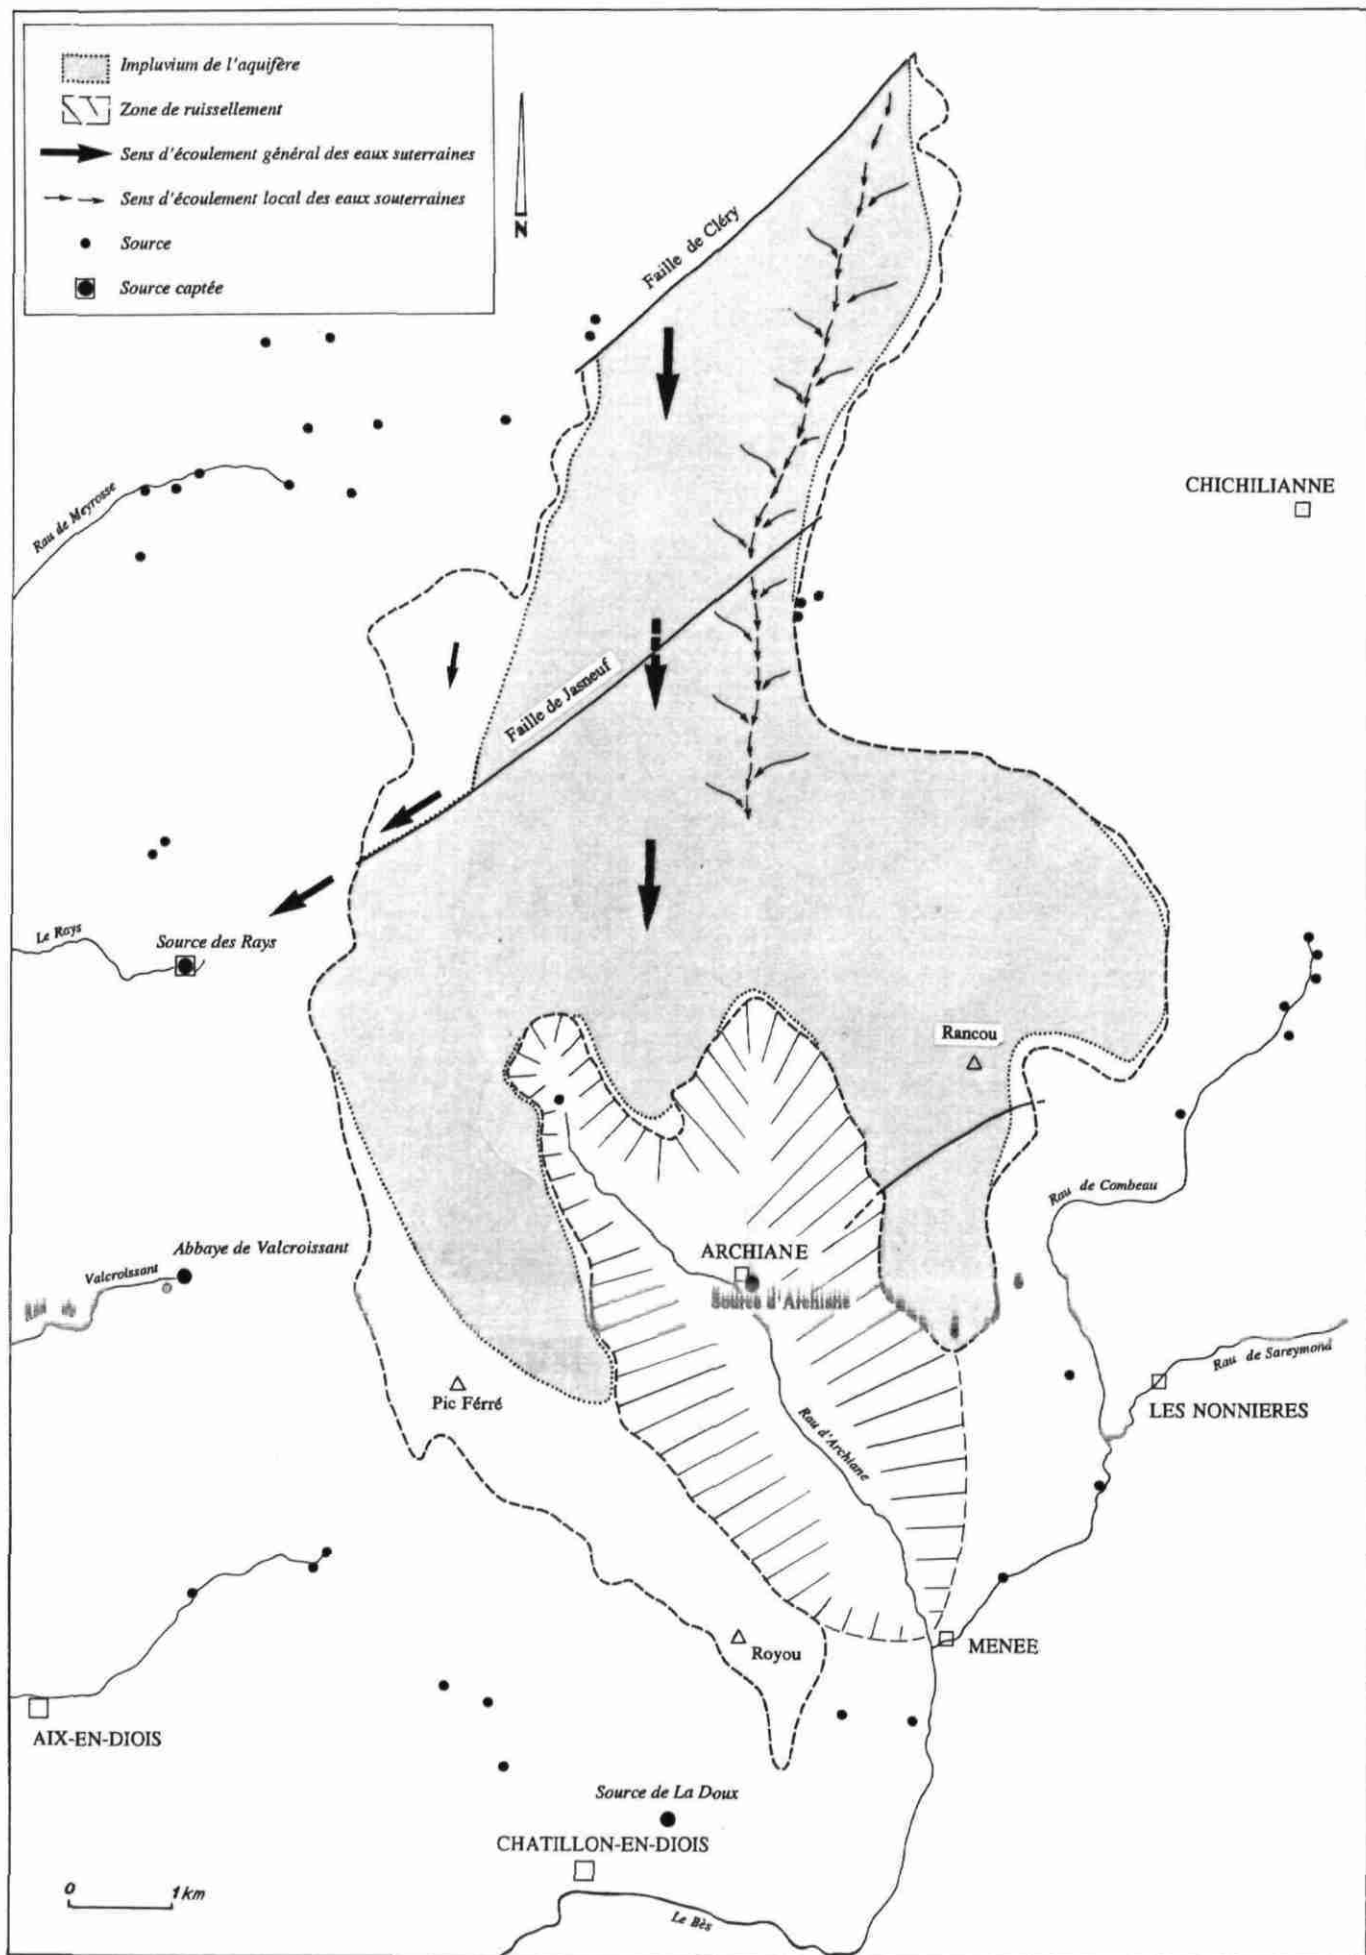 Impluvium de l'aquifère
Zone de ruissellement
Sens d'écoulement général des eaux suterraines
Sens d'écoulement local des eaux souterraines
Source
Source captée
N
Faille de Cléry
CHICHILIANNE
Rau de Meyrosse
Faille de Jasneuf
Le Rays
Source des Rays
Rancou
Rau de Combeau
Abbaye de Valcroissant
Valcroissant
ARCHIANE
Source d'Archiane
Rau de Sareymond
Pic Férré
LES NONNIERES
Rau d'Archiane
MENEE
Royou
AIX-EN-DIOIS
Source de La Doux
CHATILLON-EN-DIOIS
0 1 km
Le Bès